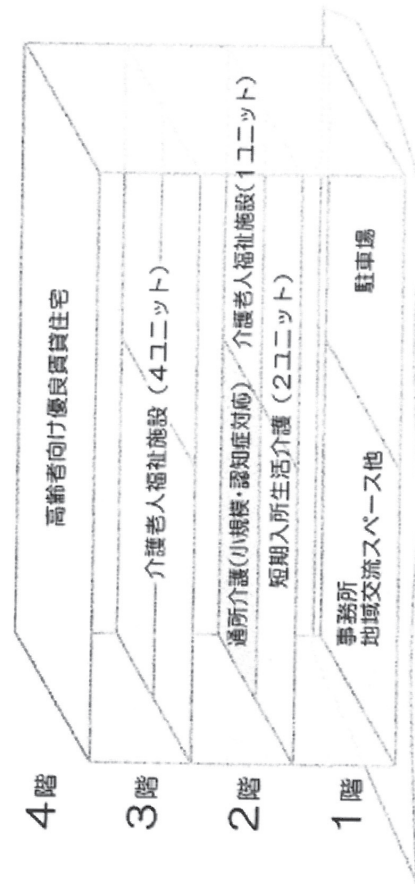 4階
高齢者向け優良賃貸住宅
3階
介護老人福祉施設（4ユニット）
2階
通所介護（小規模・認知症対応）　介護老人福祉施設（1ユニット）
短期入所生活介護（2ユニット）
1階
事務所
地域交流スペース他
駐車場